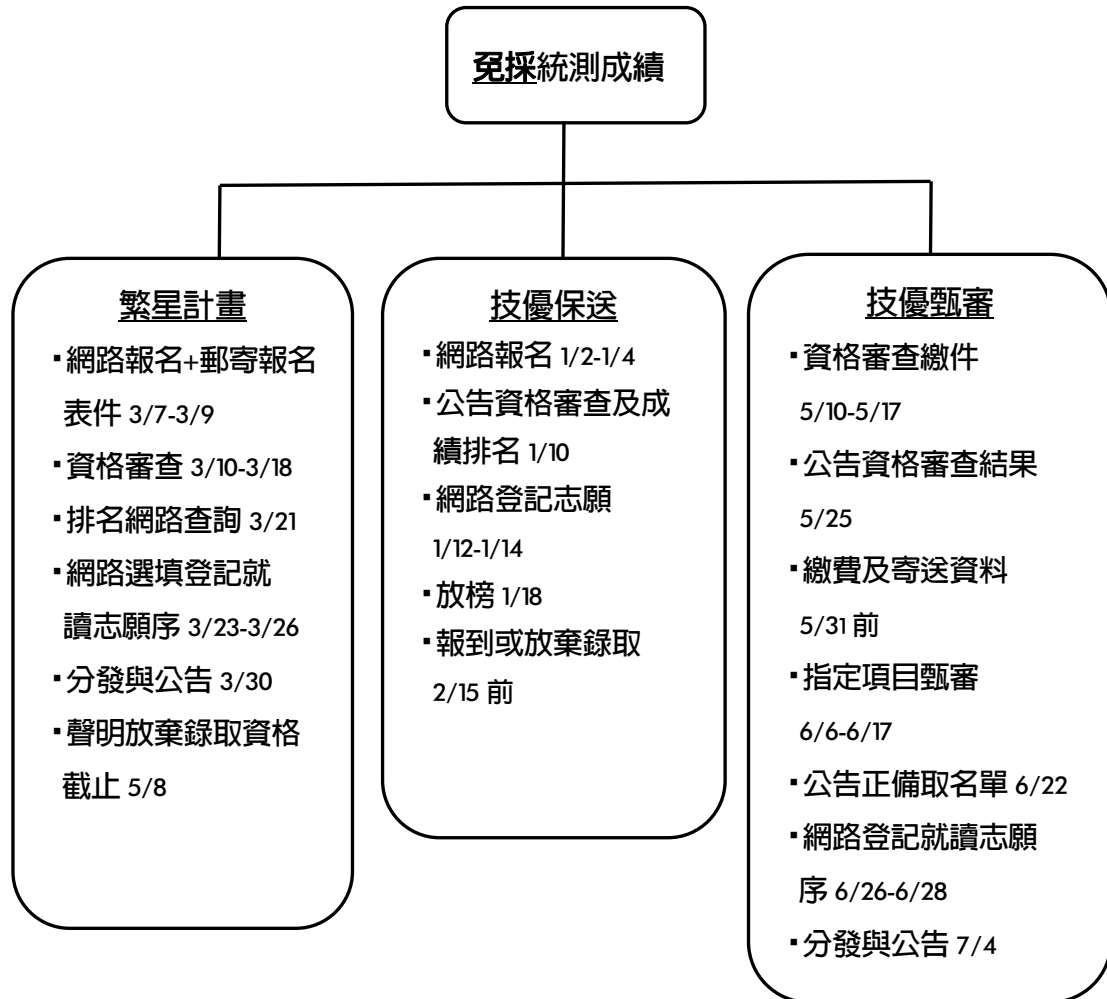 免採統測成績
繁星計畫
▪網路報名+郵寄報名
表件 3/7-3/9
▪資格審查 3/10-3/18
▪排名網路查詢 3/21
▪網路選填登記就
讀志願序 3/23-3/26
▪分發與公告 3/30
▪聲明放棄錄取資格
截止 5/8
技優保送
▪網路報名 1/2-1/4
▪公告資格審查及成
績排名 1/10
▪網路登記志願
1/12-1/14
▪放榜 1/18
▪報到或放棄錄取
2/15 前
技優甄審
▪資格審查繳件
5/10-5/17
▪公告資格審查結果
5/25
▪繳費及寄送資料
5/31 前
▪指定項目甄審
6/6-6/17
▪公告正備取名單 6/22
▪網路登記就讀志願
序 6/26-6/28
▪分發與公告 7/4